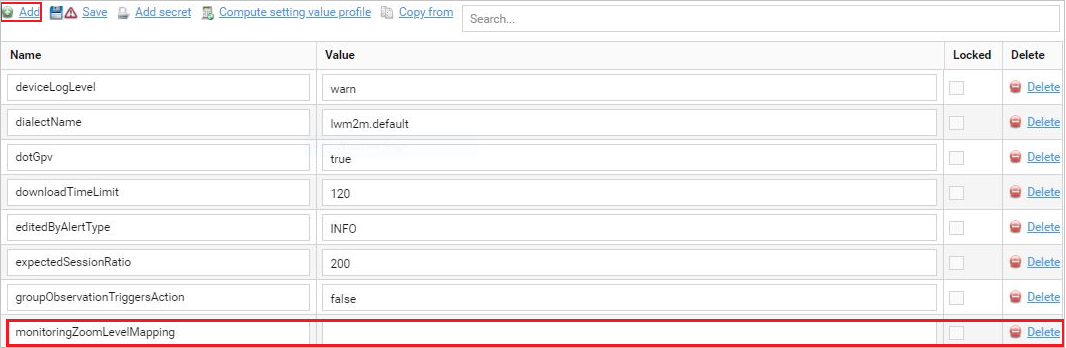 Add Save Add secret Compute setting value profile Copy from Search...
Name Value Locked Delete
deviceLogLevel warn Delete
dialectName lwm2m.default Delete
dotGpv true Delete
downloadTimeLimit 120 Delete
editedByAlertType INFO Delete
expectedSessionRatio 200 Delete
groupObservationTriggersAction false Delete
monitoringZoomLevelMapping Delete